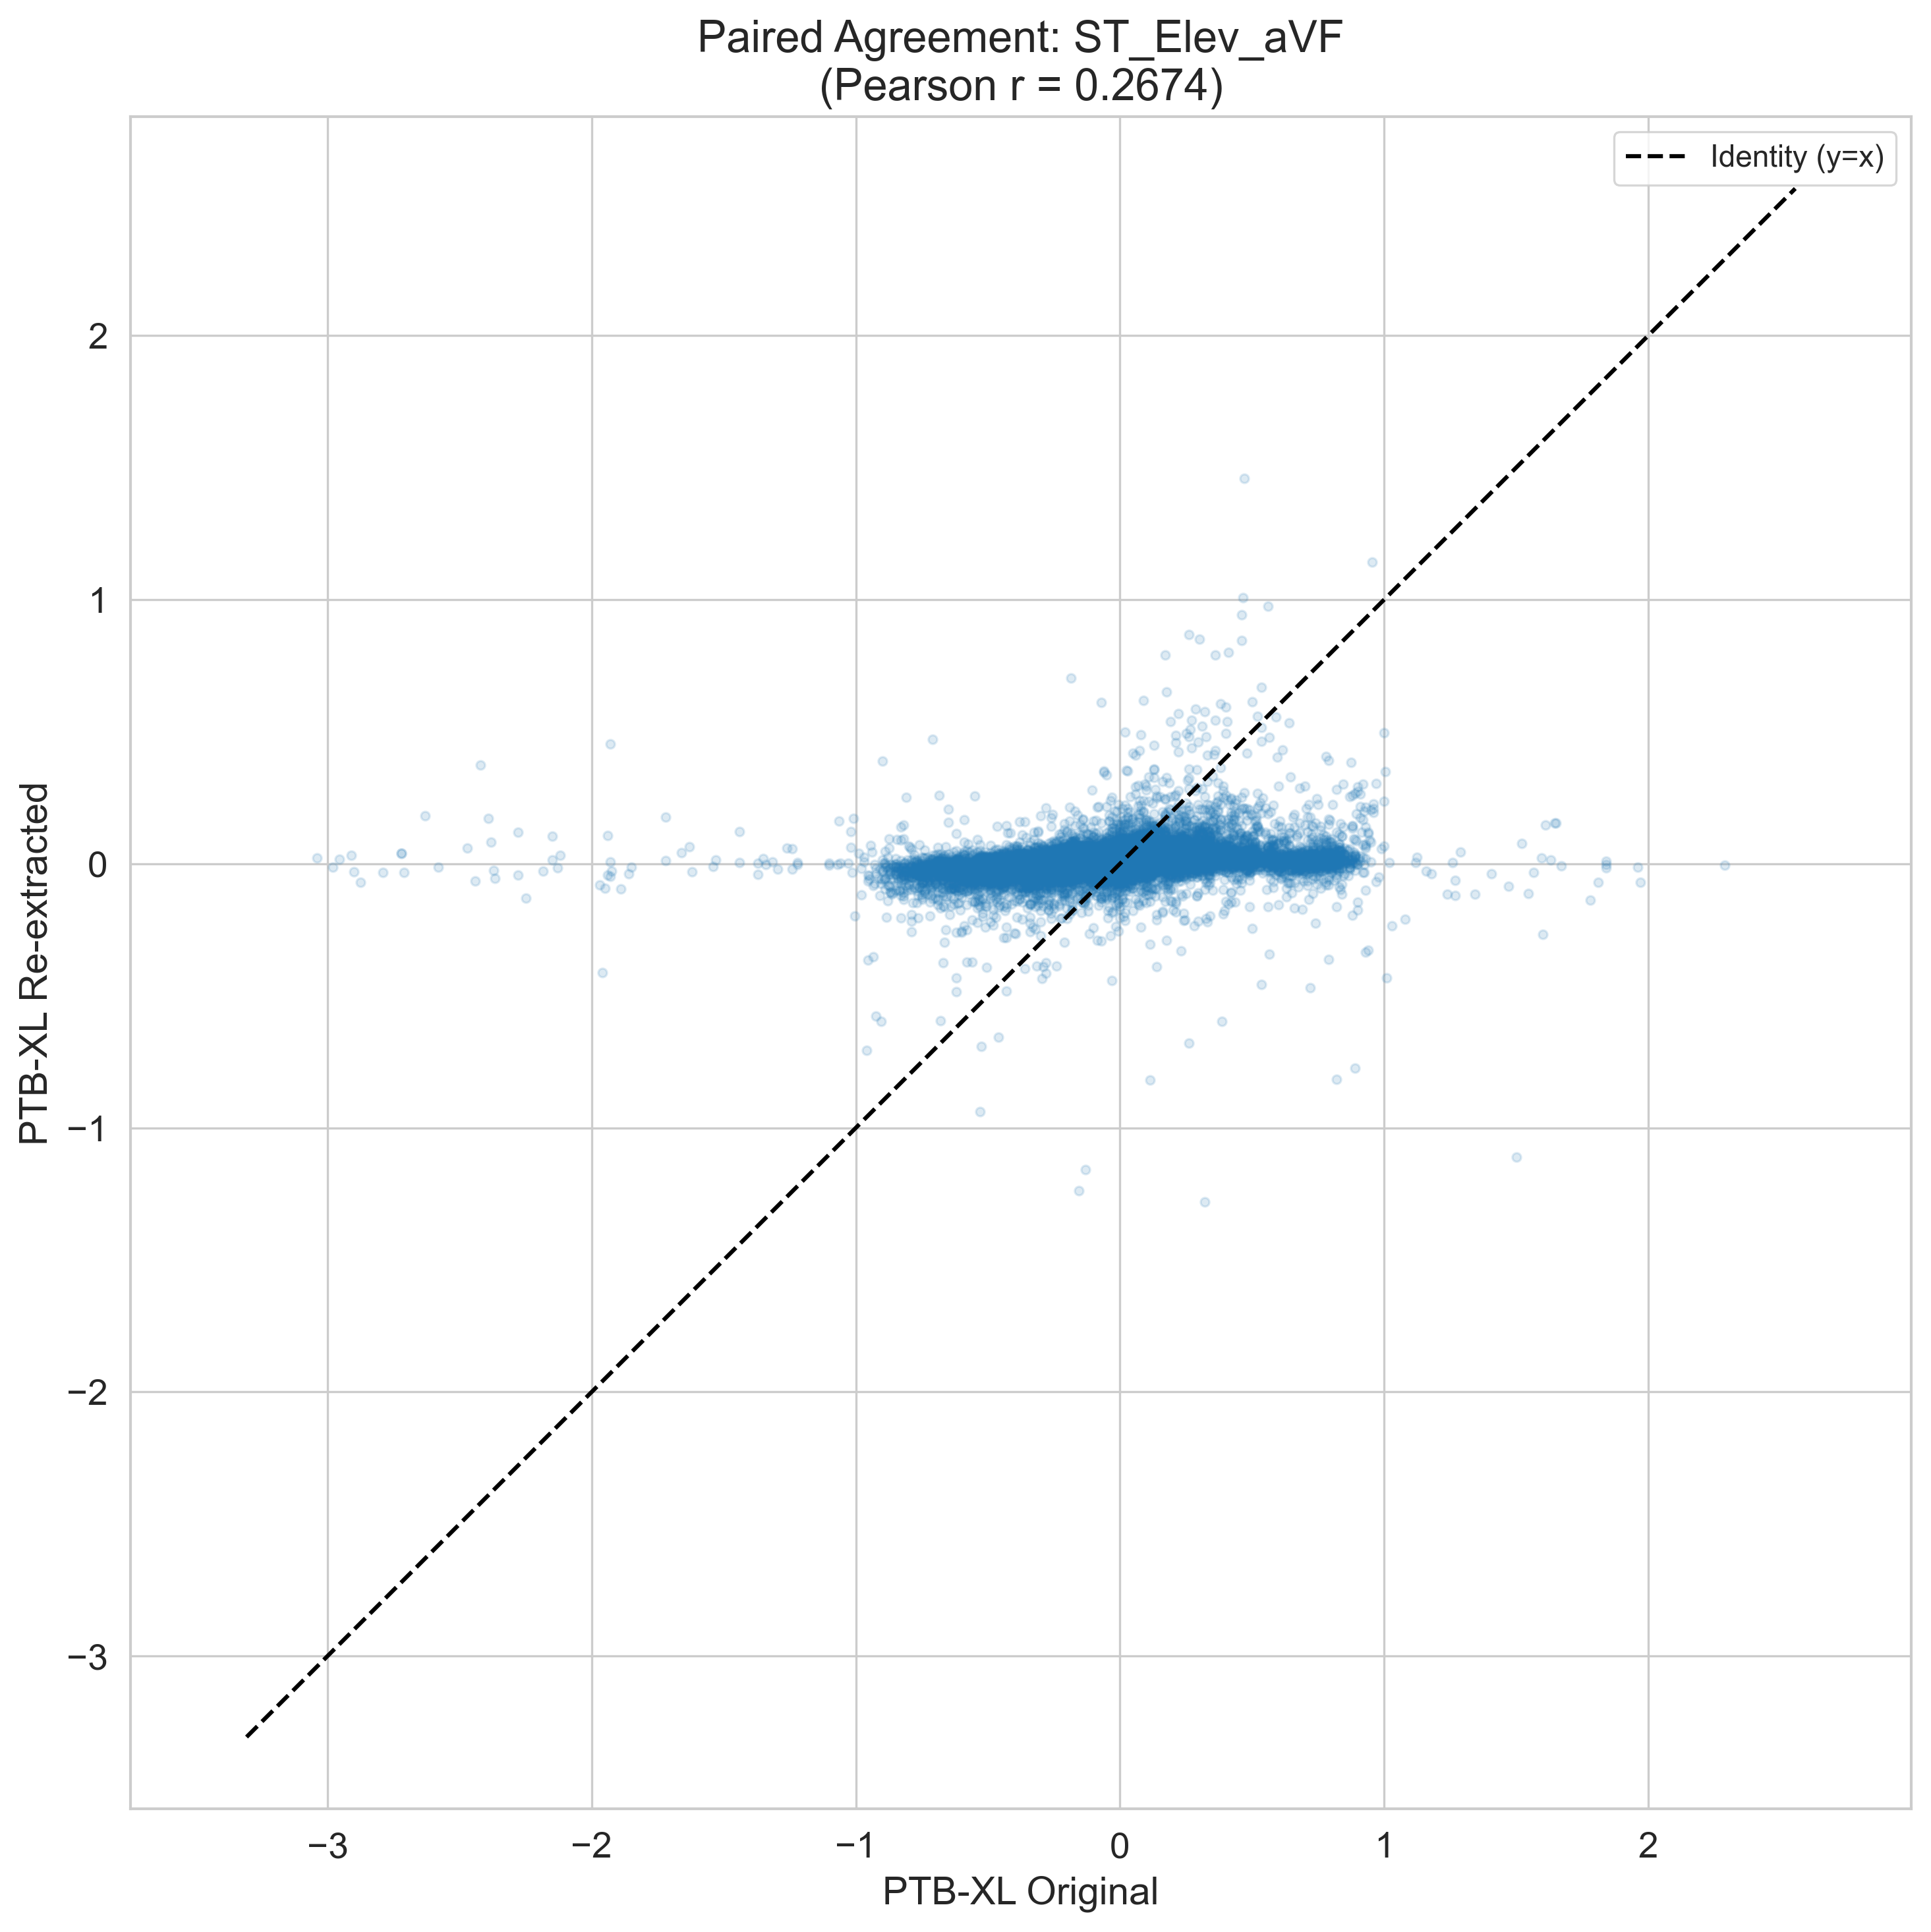 Paired Agreement: ST_Elev_aVF
(Pearson r = 0.2674)
Identity (y=x)
2
1
0
−1
−2
−3
PTB-XL Re-extracted
−3 −2 −1 0 1 2
PTB-XL Original